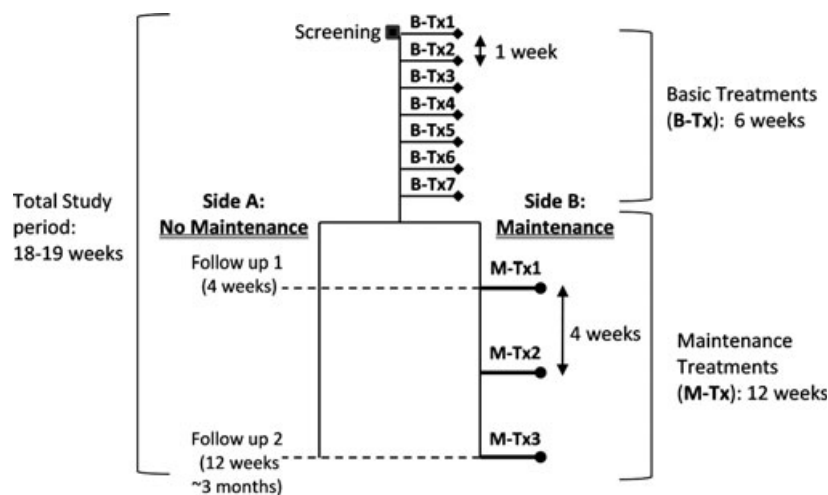 Screening
B-Tx1
B-Tx2
B-Tx3
B-Tx4
B-Tx5
B-Tx6
B-Tx7
1 week
Basic Treatments
(B-Tx): 6 weeks
Total Study
period:
18-19 weeks
Side A:
No Maintenance
Side B:
Maintenance
Follow up 1
(4 weeks)
M-Tx1
M-Tx2
4 weeks
Maintenance
Treatments
(M-Tx): 12 weeks
Follow up 2
(12 weeks
~3 months)
M-Tx3